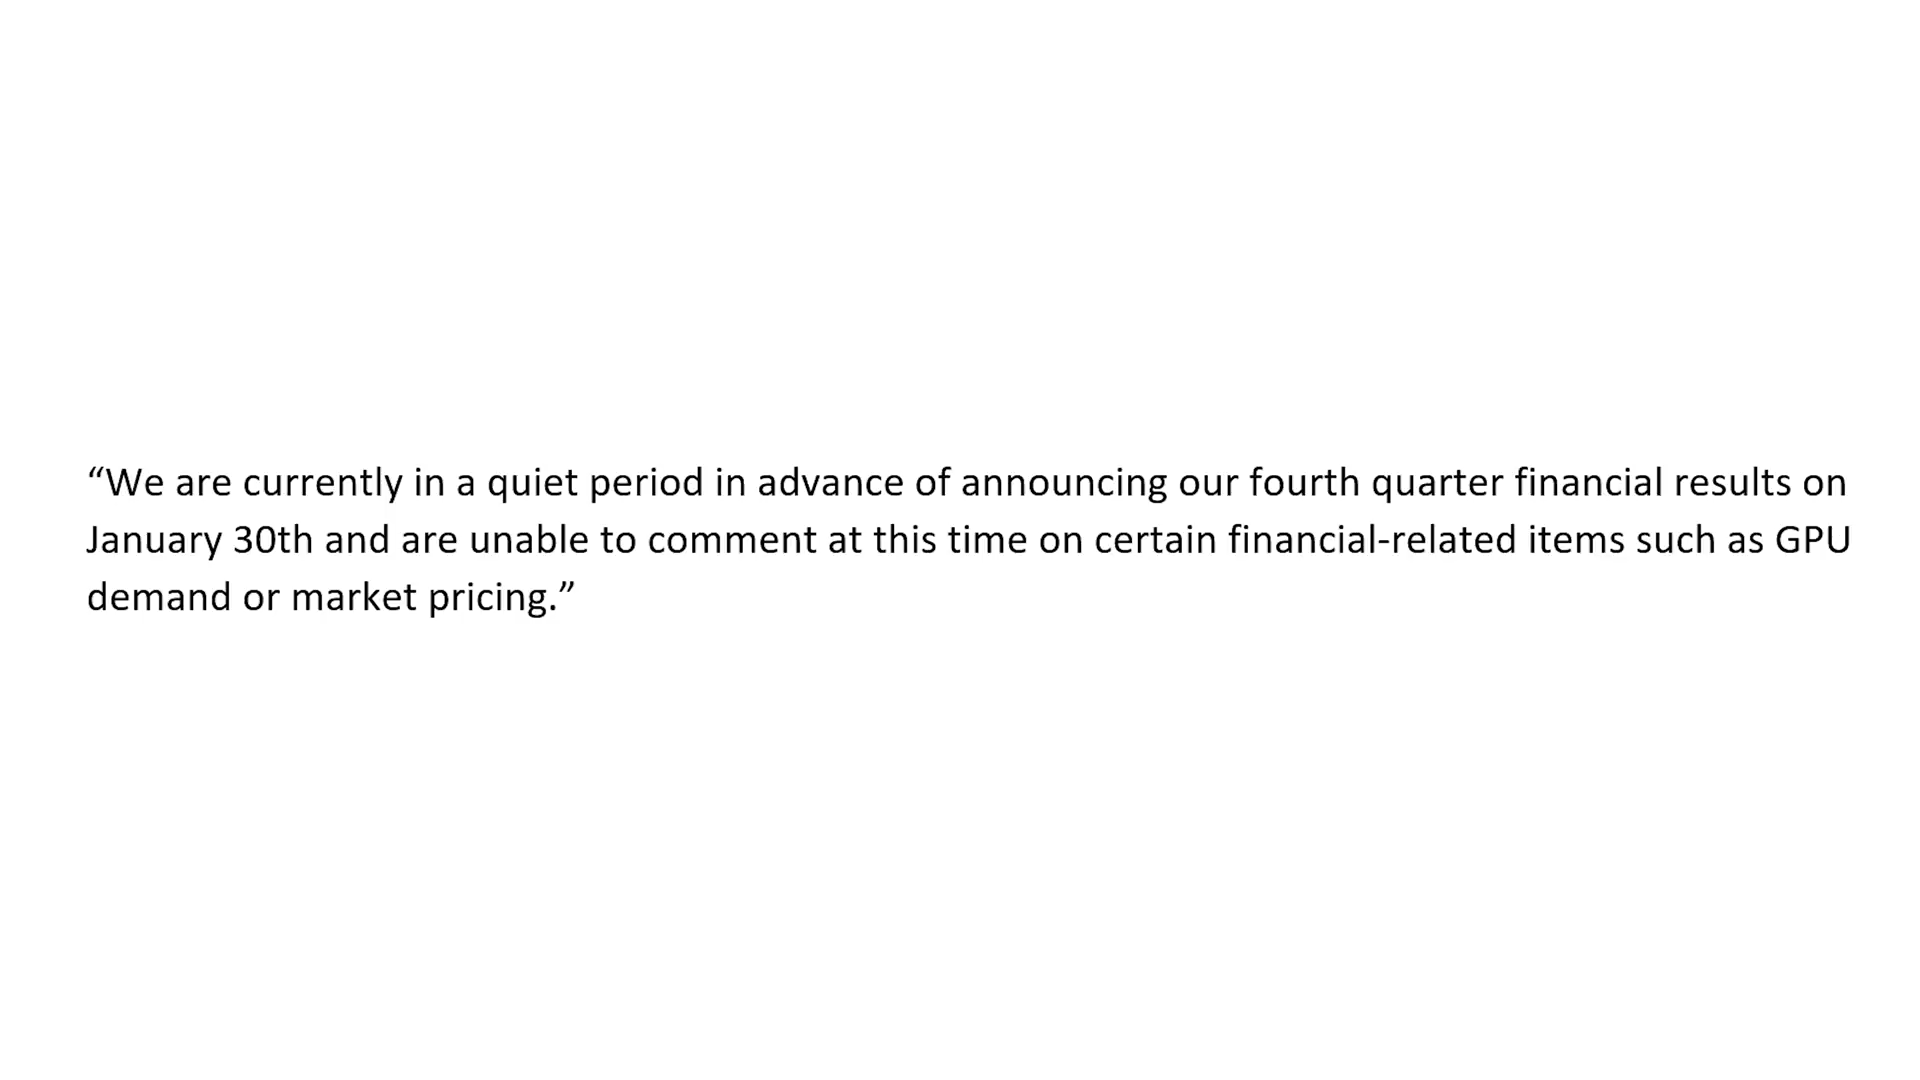 “We are currently in a quiet period in advance of announcing our fourth quarter financial results on
January 30th and are unable to comment at this time on certain financial-related items such as GPU
demand or market pricing.”